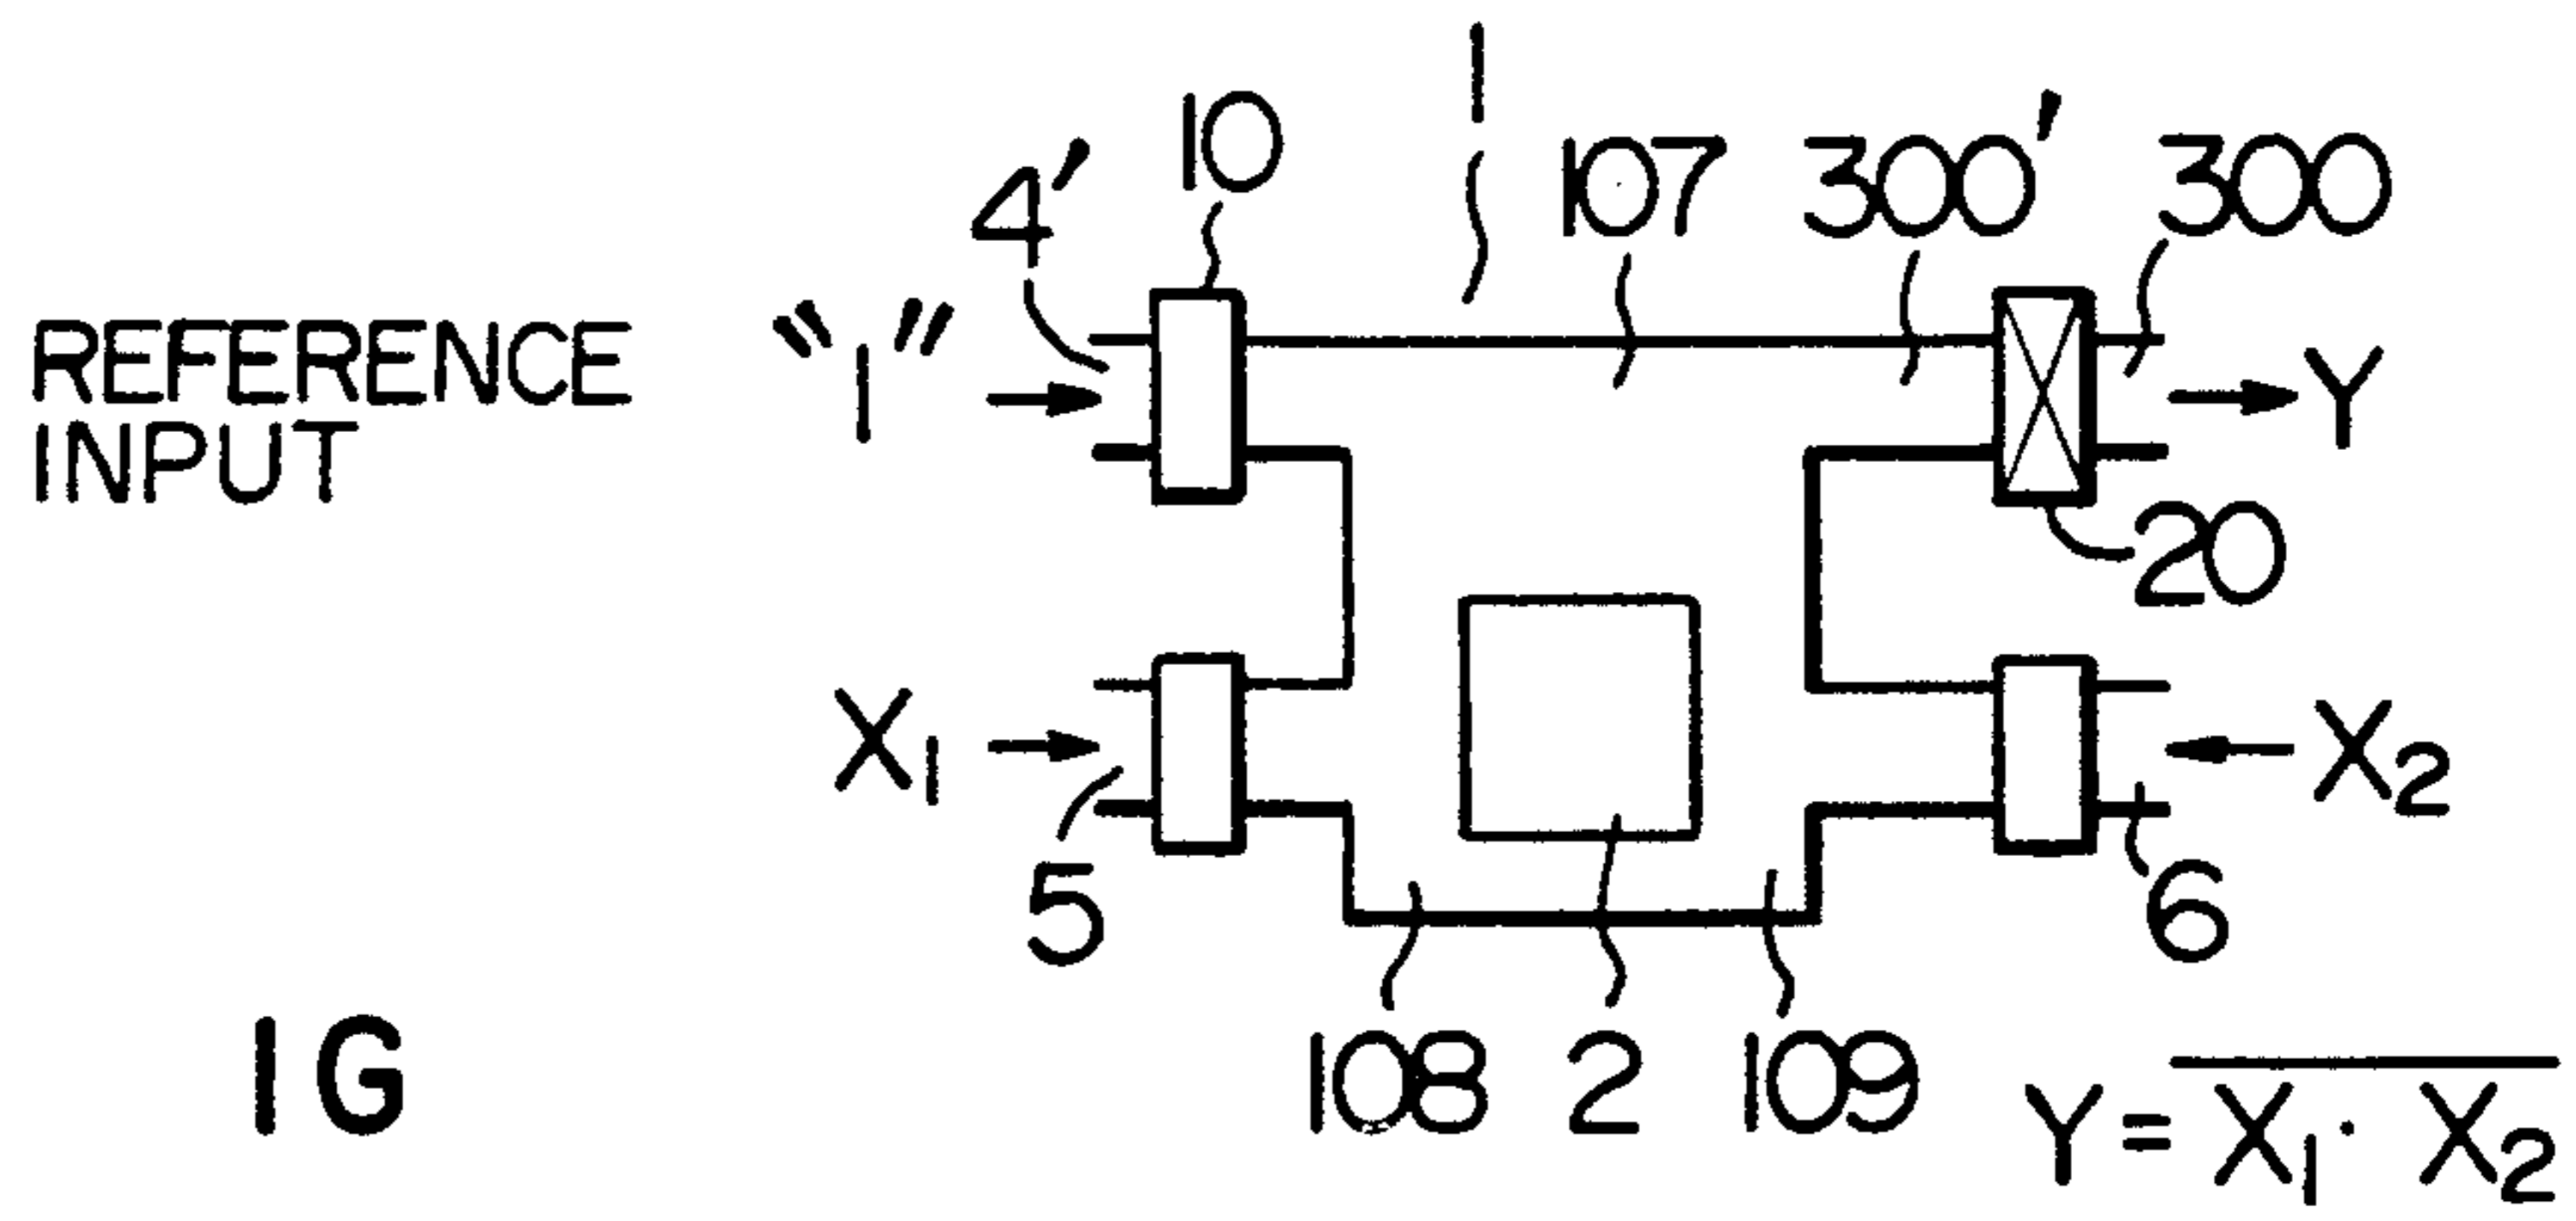 1
10
107
300'
300
4'
REFERENCE
INPUT
"1"
Y
20
X₁
X₂
5
6
1G
108
2
109
Y = \overline{X₁ · X₂}